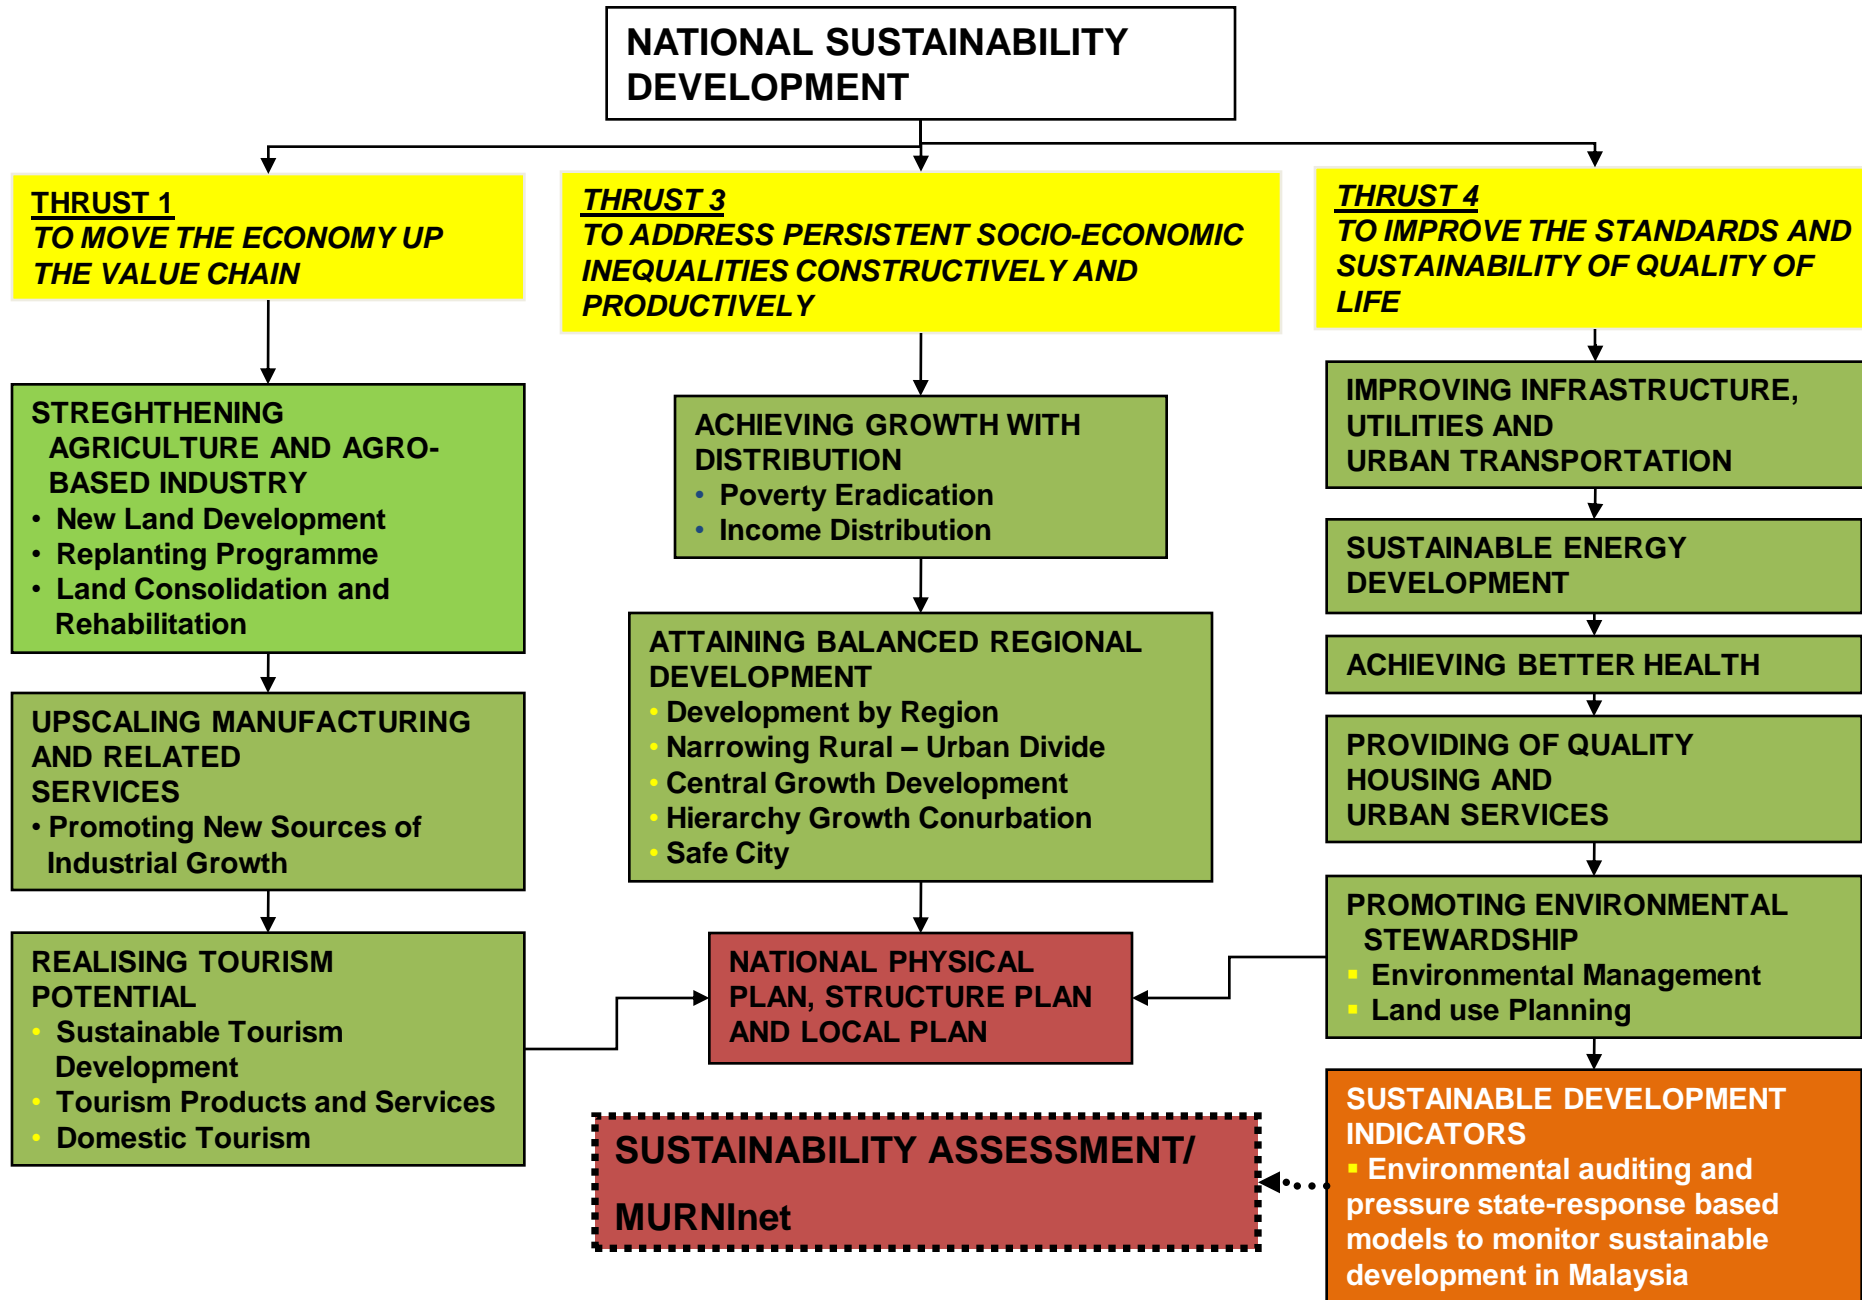 NATIONAL SUSTAINABILITY
DEVELOPMENT
THRUST 1
TO MOVE THE ECONOMY UP
THE VALUE CHAIN
STREGHTHENING
AGRICULTURE AND AGRO-
BASED INDUSTRY
• New Land Development
• Replanting Programme
• Land Consolidation and
Rehabilitation
UPSCALING MANUFACTURING
AND RELATED
SERVICES
• Promoting New Sources of
Industrial Growth
REALISING TOURISM
POTENTIAL
• Sustainable Tourism
Development
• Tourism Products and Services
• Domestic Tourism
THRUST 3
TO ADDRESS PERSISTENT SOCIO-ECONOMIC
INEQUALITIES CONSTRUCTIVELY AND
PRODUCTIVELY
ACHIEVING GROWTH WITH
DISTRIBUTION
• Poverty Eradication
• Income Distribution
ATTAINING BALANCED REGIONAL
DEVELOPMENT
• Development by Region
• Narrowing Rural – Urban Divide
• Central Growth Development
• Hierarchy Growth Conurbation
• Safe City
NATIONAL PHYSICAL
PLAN, STRUCTURE PLAN
AND LOCAL PLAN
SUSTAINABILITY ASSESSMENT/
MURNInet
THRUST 4
TO IMPROVE THE STANDARDS AND
SUSTAINABILITY OF QUALITY OF
LIFE
IMPROVING INFRASTRUCTURE,
UTILITIES AND
URBAN TRANSPORTATION
SUSTAINABLE ENERGY
DEVELOPMENT
ACHIEVING BETTER HEALTH
PROVIDING OF QUALITY
HOUSING AND
URBAN SERVICES
PROMOTING ENVIRONMENTAL
STEWARDSHIP
▪ Environmental Management
▪ Land use Planning
SUSTAINABLE DEVELOPMENT
INDICATORS
▪ Environmental auditing and
pressure state-response based
models to monitor sustainable
development in Malaysia